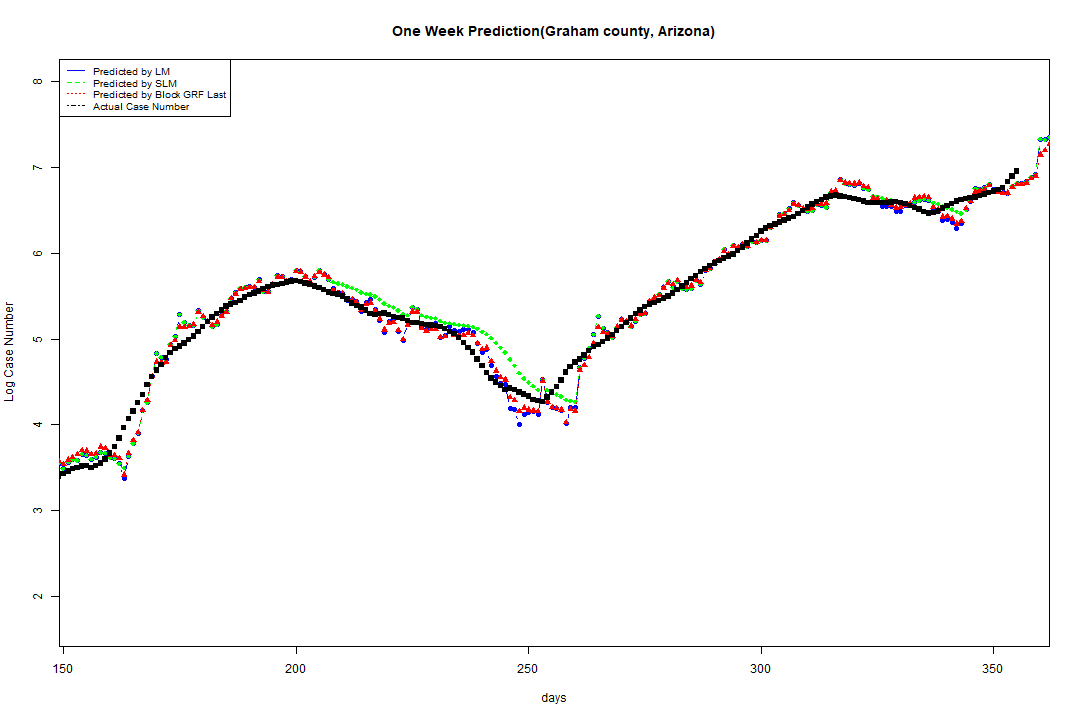 One Week Prediction(Graham county, Arizona)
Predicted by LM
Predicted by SLM
Predicted by Block GRF Last
Actual Case Number
8
7
6
5
4
3
2
Log Case Number
150 200 250 300 350
days